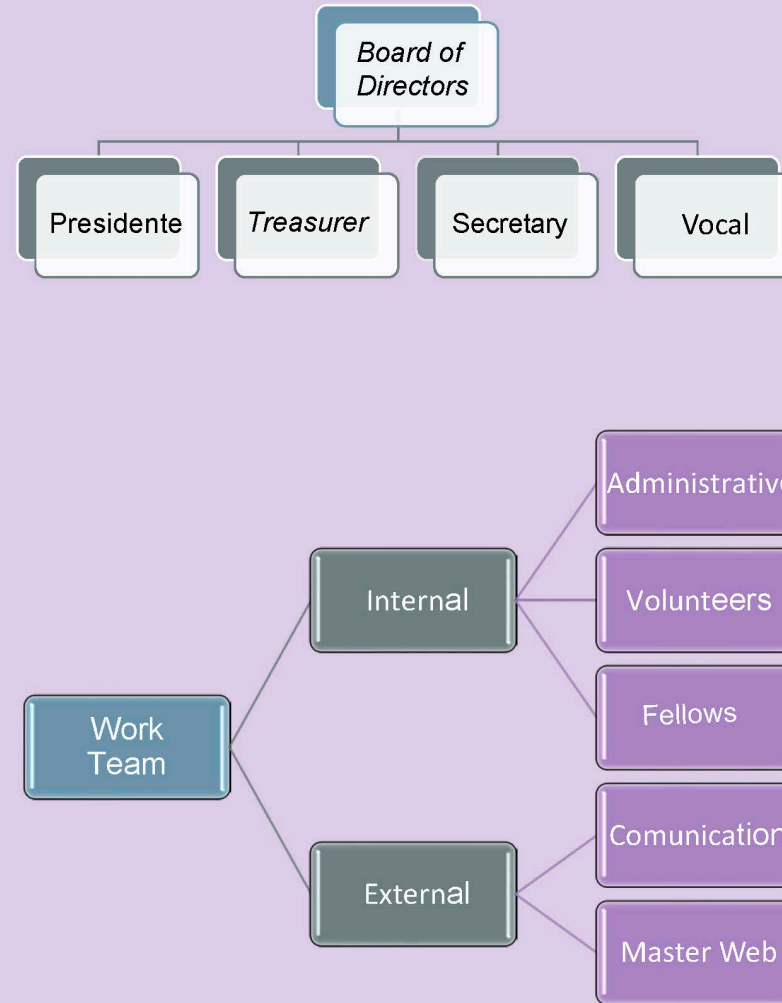 Board of
Directors
Presidente
Treasurer
Secretary
Vocal
Administrative
Internal
Volunteers
Fellows
Work
Team
Comunication
External
Master Web